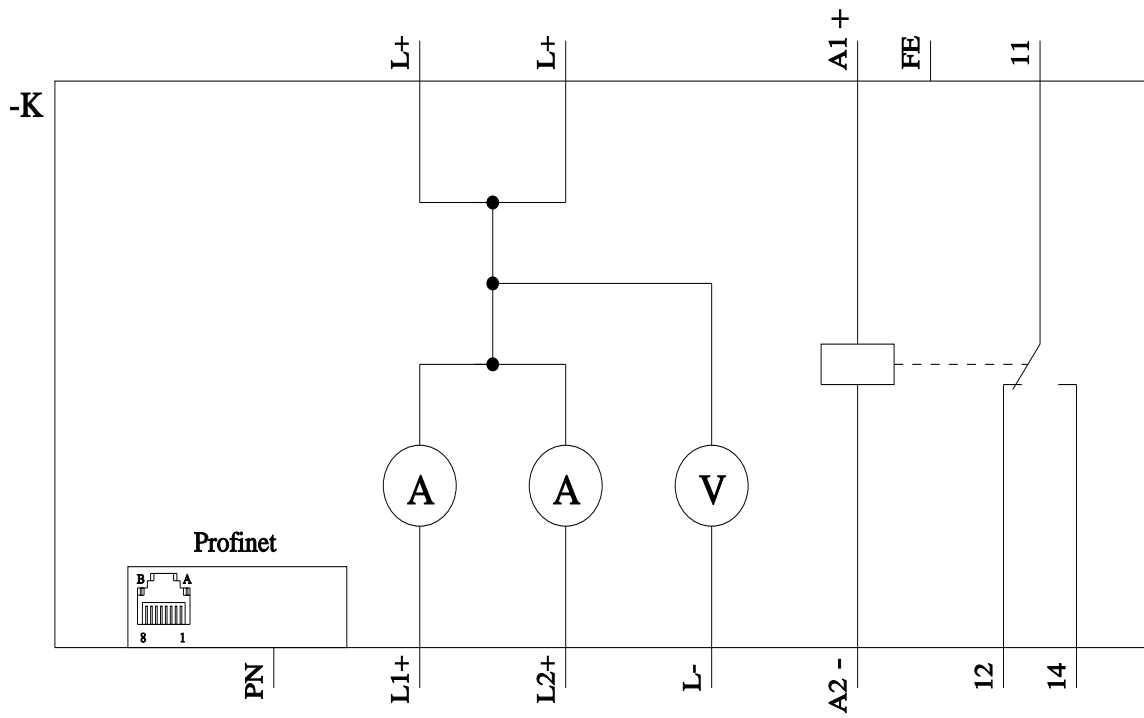 L+
L+
A1 +
FE
11
-K
A
A
V
Profinet
B A
8 1
PN
L1+
L2+
L-
A2 -
12
14